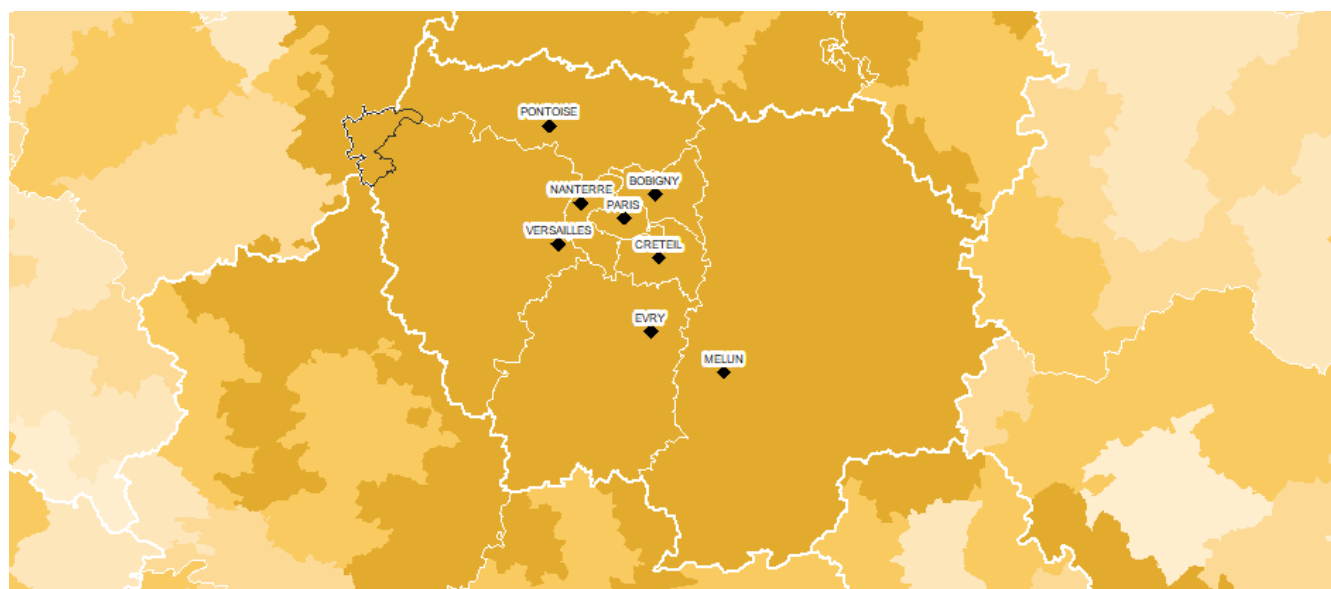 PONTOISE
BOBIGNY
NANTERRE
PARIS
VERSAILLES
CRETEIL
EVRY
MELUN